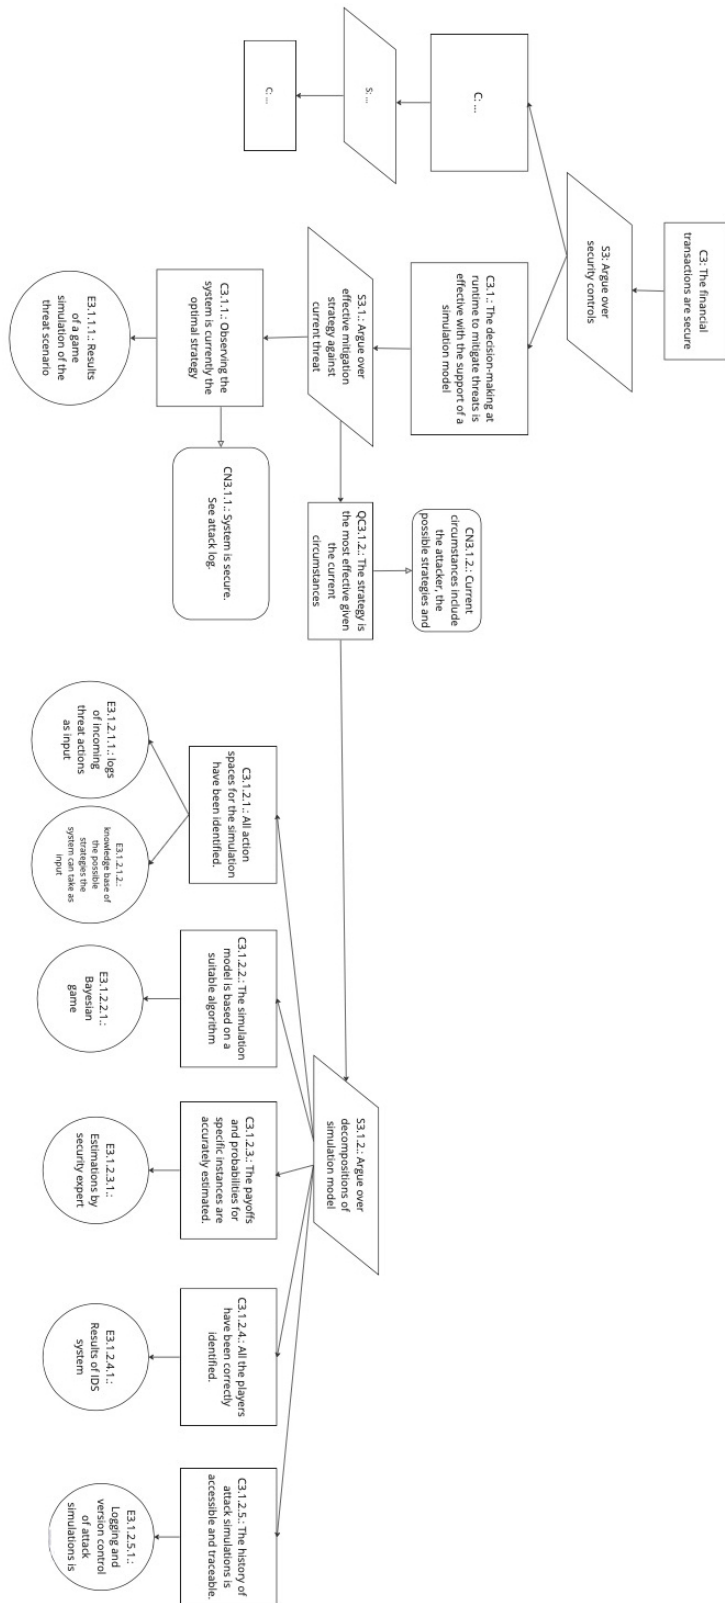 C3: The financial
transactions are secure
S3: Argue over
security controls
C: ...
S: ...
C: ...
C3.1.: The decision-making at
runtime to mitigate threats is
effective with the support of a
simulation model
S3.1.: Argue over
effective mitigation
strategy against
current threat
C3.1.1.: Observing the
system is currently the
optimal strategy
E3.1.1.1.: Results
of a game
simulation of the
threat scenario
CN3.1.1.: System is secure.
See attack log.
CN3.1.2.: Current
circumstances include
the attacker, the
possible strategies and
QC3.1.2.: The strategy is
the most effective given
the current
circumstances
S3.1.2.: Argue over
decompositions of
simulation model
C3.1.2.1.: All action
spaces for the simulation
have been identified.
E3.1.2.1.1.: logs
of incoming
threat actions
as input
E3.1.2.1.2.:
knowledge base of
the possible
strategies the
system can take as
input
C3.1.2.2.: The simulation
model is based on a
suitable algorithm
E3.1.2.2.1.:
Bayesian
game
C3.1.2.3.: The payoffs
and probabilities for
specific instances are
accurately estimated.
E3.1.2.3.1.:
Estimations by
security expert
C3.1.2.4.: All the players
have been correctly
identified.
E3.1.2.4.1.:
Results of IDS
system
C3.1.2.5.: The history of
attack simulations is
accessible and traceable.
E3.1.2.5.1.:
Logging and
version control
of attack
simulations is